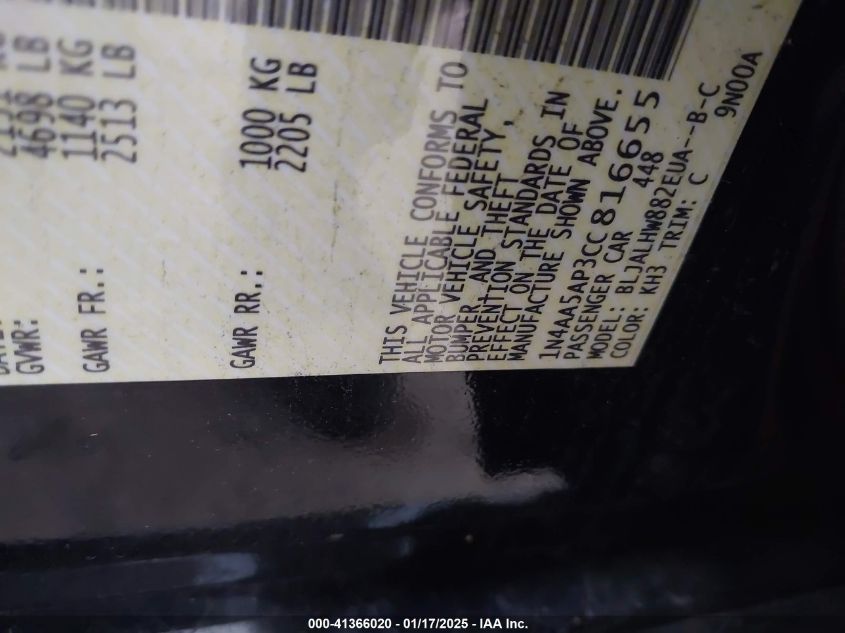 4698 LB
GVWR:
1140 KG
2513 LB
GAWR FR.:
1000 KG
2205 LB
GAWR RR.:
THIS VEHICLE CONFORMS TO
ALL APPLICABLE FEDERAL
MOTOR VEHICLE SAFETY,
BUMPER AND THEFT
PREVENTION STANDARDS IN
EFFECT ON THE DATE OF
MANUFACTURE SHOWN ABOVE.
1N4AA5AP3CC816655
PASSENGER CAR 448
MODEL: BLJALHW882EUA--B-C
COLOR: KH3 TRIM: C 9N00A
000-41366020 - 01/17/2025 - IAA Inc.